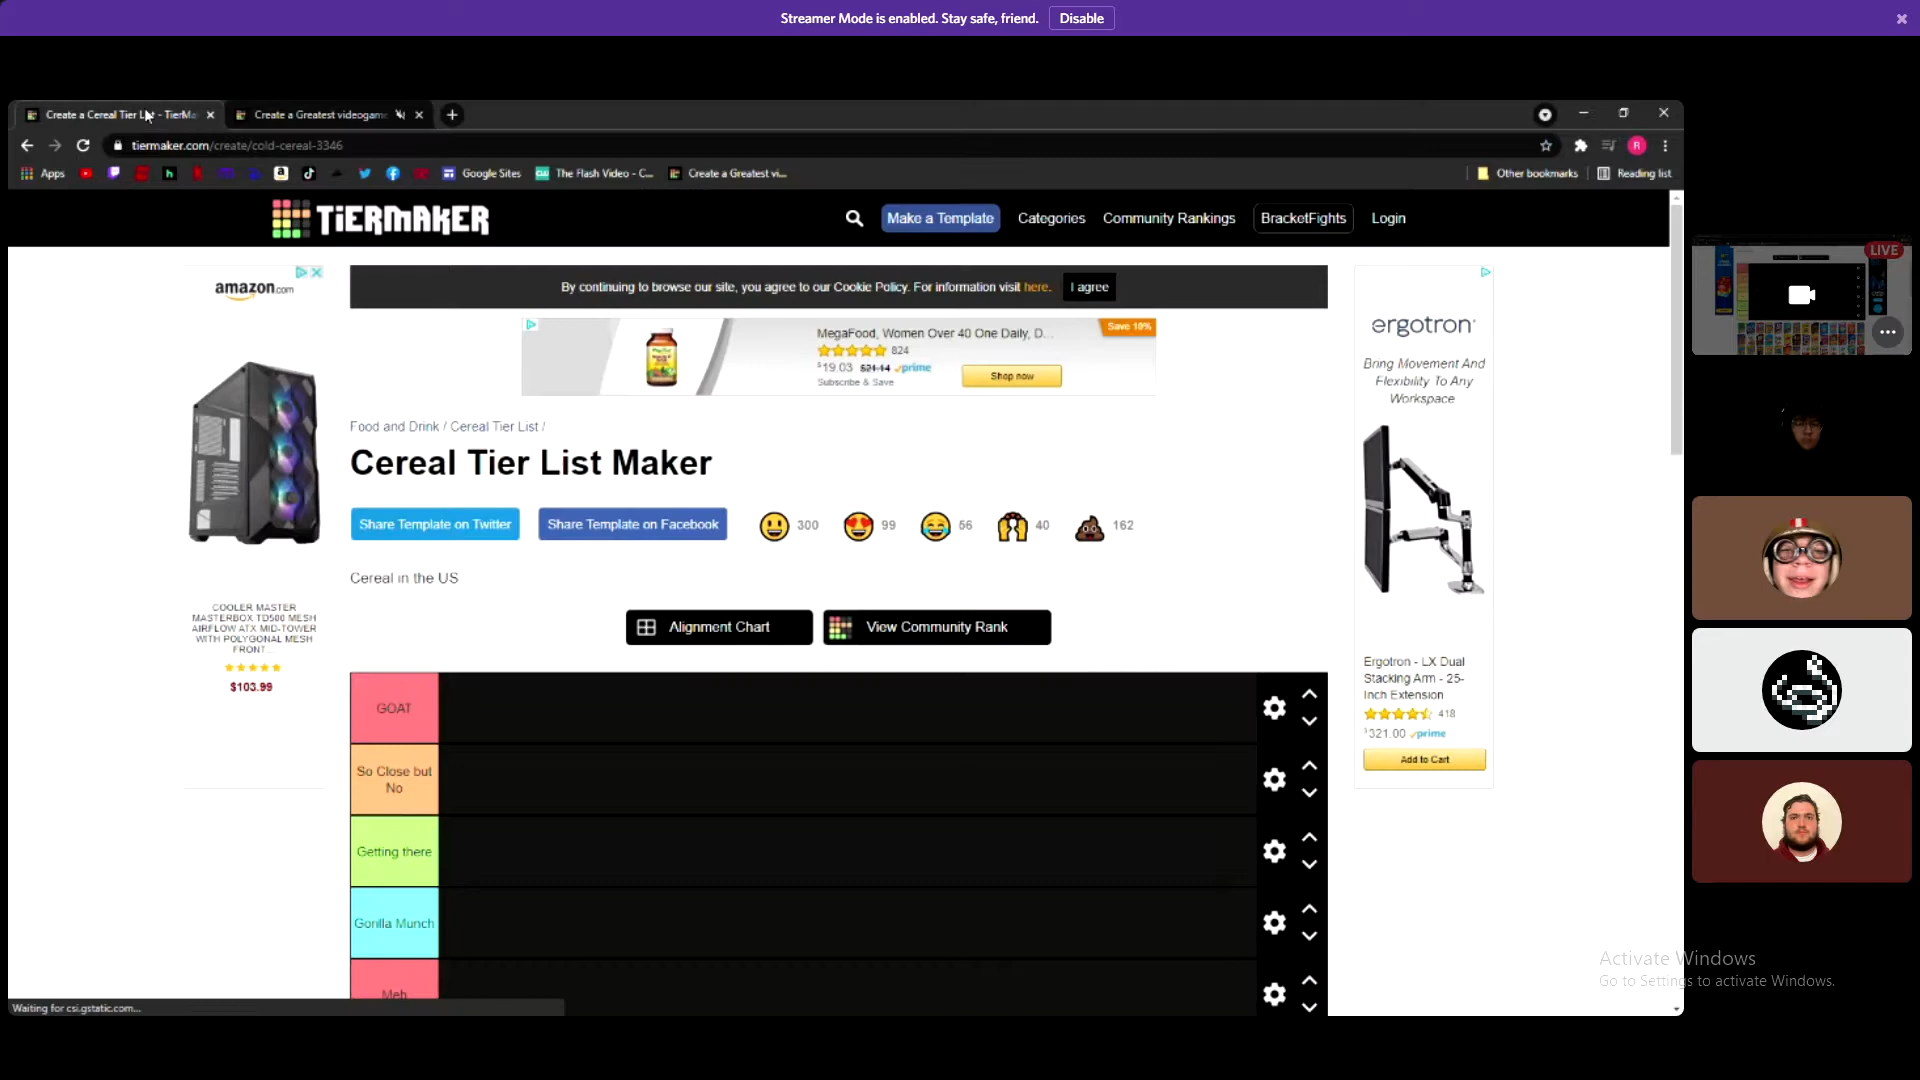 Streamer Mode is enabled. Stay safe, friend. Disable
Create a Cereal Tier List - TierMa
Create a Greatest videogam
tiermaker.com/create/cold-cereal-3346
R
Apps
Google Sites
The Flash Video - C...
Create a Greatest vi...
Other bookmarks
Reading list
TiERMAKER
Make a Template
Categories
Community Rankings
BracketFights
Login
LIVE
amazon.com
By continuing to browse our site, you agree to our Cookie Policy. For information visit here. I agree
MegaFood, Women Over 40 One Daily, D...
Save 10%
824
$19.03 $21.14 prime
Subscribe & Save
Shop now
ergotron
Bring Movement And
Flexibility To Any
Workspace
Food and Drink / Cereal Tier List /
Cereal Tier List Maker
Share Template on Twitter
Share Template on Facebook
300
99
56
40
162
Cereal in the US
COOLER MASTER
MASTERBOX TD500 MESH
AIRFLOW ATX MID-TOWER
WITH POLYGONAL MESH
FRONT...
$103.99
Alignment Chart
View Community Rank
Ergotron - LX Dual
Stacking Arm - 25-
Inch Extension
418
$321.00 prime
Add to Cart
GOAT
So Close but
No
Getting there
Gorilla Munch
Meh
Activate Windows
Go to Settings to activate Windows.
Waiting for csi.gstatic.com...